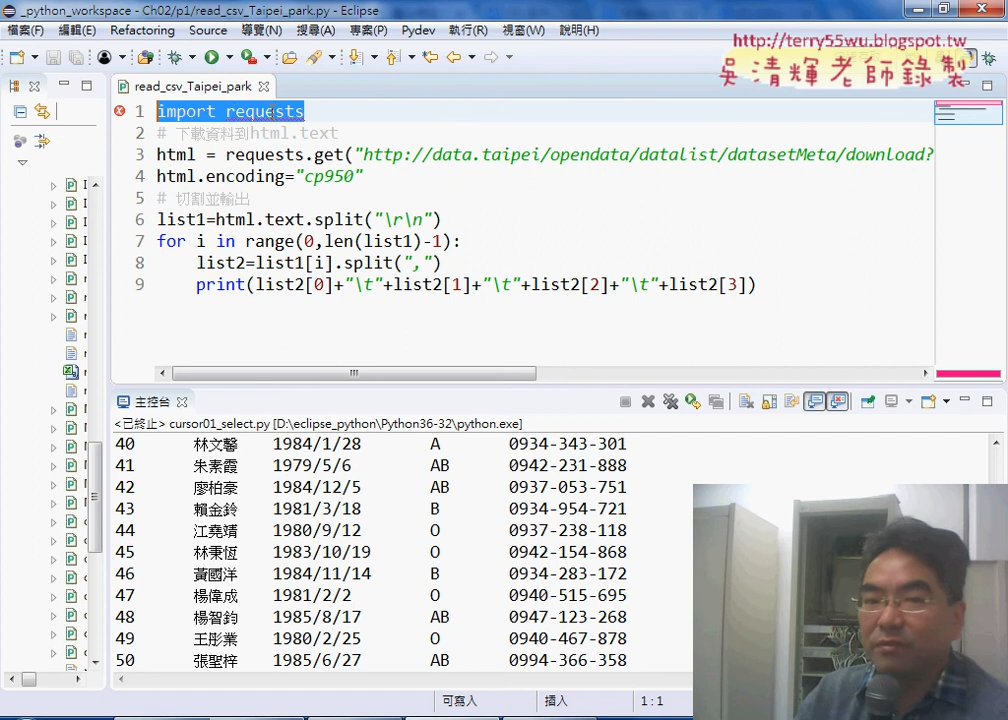 _python_workspace - Ch02/p1/read_csv_Taipei_park.py - Eclipse
檔案(F) 編輯(E) Refactoring Source 導覽(N) 搜尋(A) 專案(P) Pydev 執行(R) 視窗(W) 說明(H)
http://terry55wu.blogspot.tw
吳清輝老師錄製
read_csv_Taipei_park
1 import requests
2 # 下載資料到html.text
3 html = requests.get("http://data.taipei/opendata/datalist/datasetMeta/download?
4 html.encoding="cp950"
5 # 切割並輸出
6 list1=html.text.split("\r\n")
7 for i in range(0,len(list1)-1):
8 list2=list1[i].split(",")
9 print(list2[0]+"\t"+list2[1]+"\t"+list2[2]+"\t"+list2[3])
主控台
<已終止> cursor01_select.py [D:\eclipse_python\Python36-32\python.exe]
40 林文馨 1984/1/28 A 0934-343-301
41 朱素霞 1979/5/6 AB 0942-231-888
42 廖柏豪 1984/12/5 AB 0937-053-751
43 賴金鈴 1981/3/18 B 0934-954-721
44 江堯靖 1980/9/12 O 0937-238-118
45 林秉恆 1983/10/19 O 0942-154-868
46 黃國洋 1984/11/14 B 0934-283-172
47 楊偉成 1981/2/2 O 0940-515-695
48 楊智鈞 1985/8/17 AB 0947-123-268
49 王彤業 1980/2/25 O 0940-467-878
50 張聖梓 1985/6/27 AB 0994-366-358
可寫入 插入 1:1